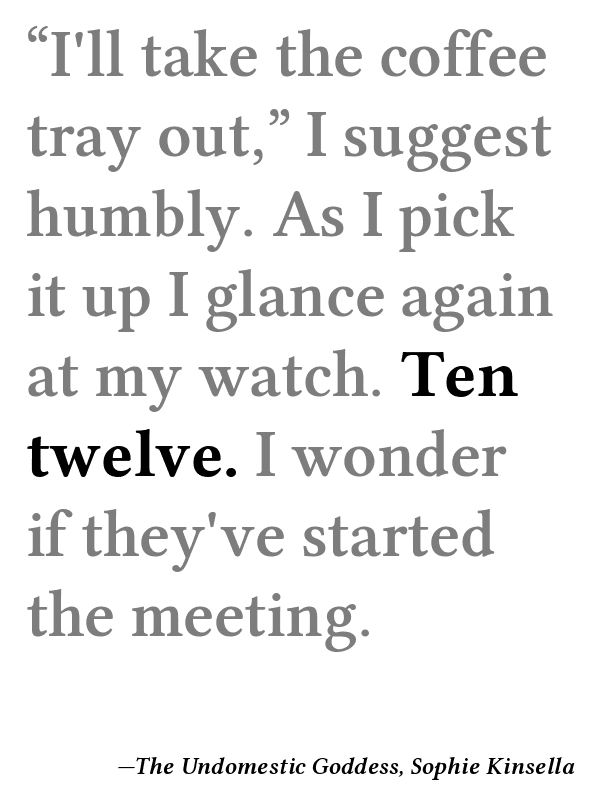 “I'll take the coffee
tray out,” I suggest
humbly. As I pick
it up I glance again
at my watch. Ten
twelve. I wonder
if they've started
the meeting.
—The Undomestic Goddess, Sophie Kinsella